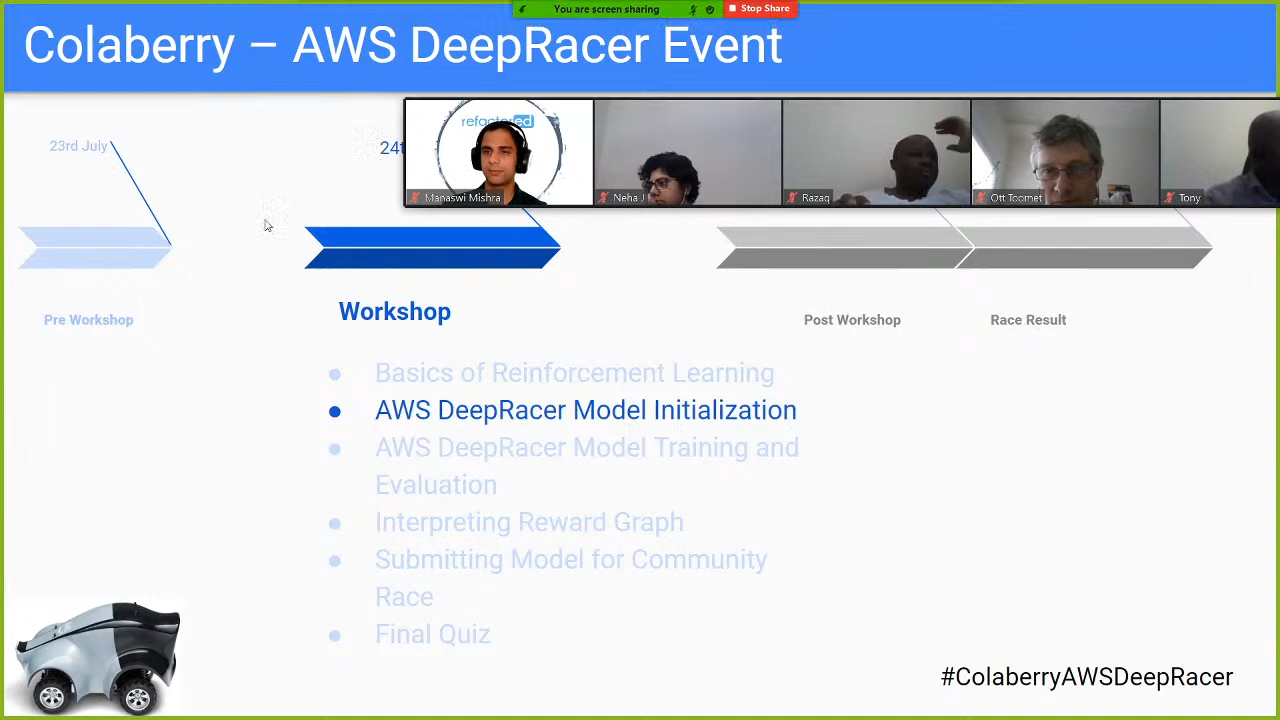 You are screen sharing
Stop Share
Colaberry – AWS DeepRacer Event
refactored
23rd July
24t
Manaswi Mishra
Neha J
Razaq
Ott Toomet
Tony
Workshop
Pre Workshop
Post Workshop
Race Result
● Basics of Reinforcement Learning
● AWS DeepRacer Model Initialization
● AWS DeepRacer Model Training and
Evaluation
● Interpreting Reward Graph
● Submitting Model for Community
Race
● Final Quiz
#ColaberryAWSDeepRacer